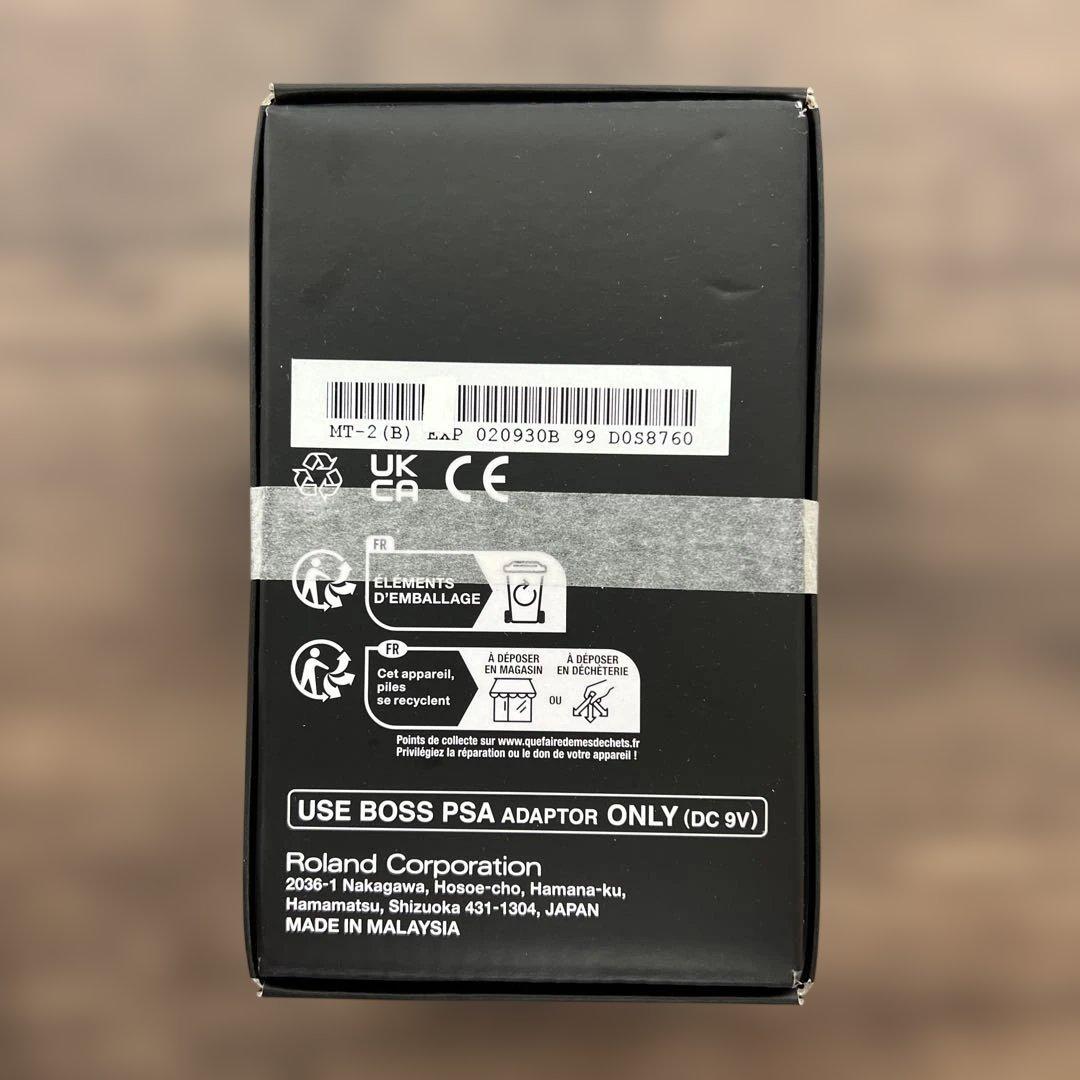 MT-2(B) EXP 020930B 99 D0S8760
UK
CA CE
FR
ÉLÉMENTS
D'EMBALLAGE
FR
Cet appareil,
piles
se recyclent
À DÉPOSER
EN MAGASIN
OU
À DÉPOSER
EN DÉCHÈTERIE
Points de collecte sur www.quefairedemesdechets.fr
Privilégiez la réparation ou le don de votre appareil !
USE BOSS PSA ADAPTOR ONLY (DC 9V)
Roland Corporation
2036-1 Nakagawa, Hosoe-cho, Hamana-ku,
Hamamatsu, Shizuoka 431-1304, JAPAN
MADE IN MALAYSIA